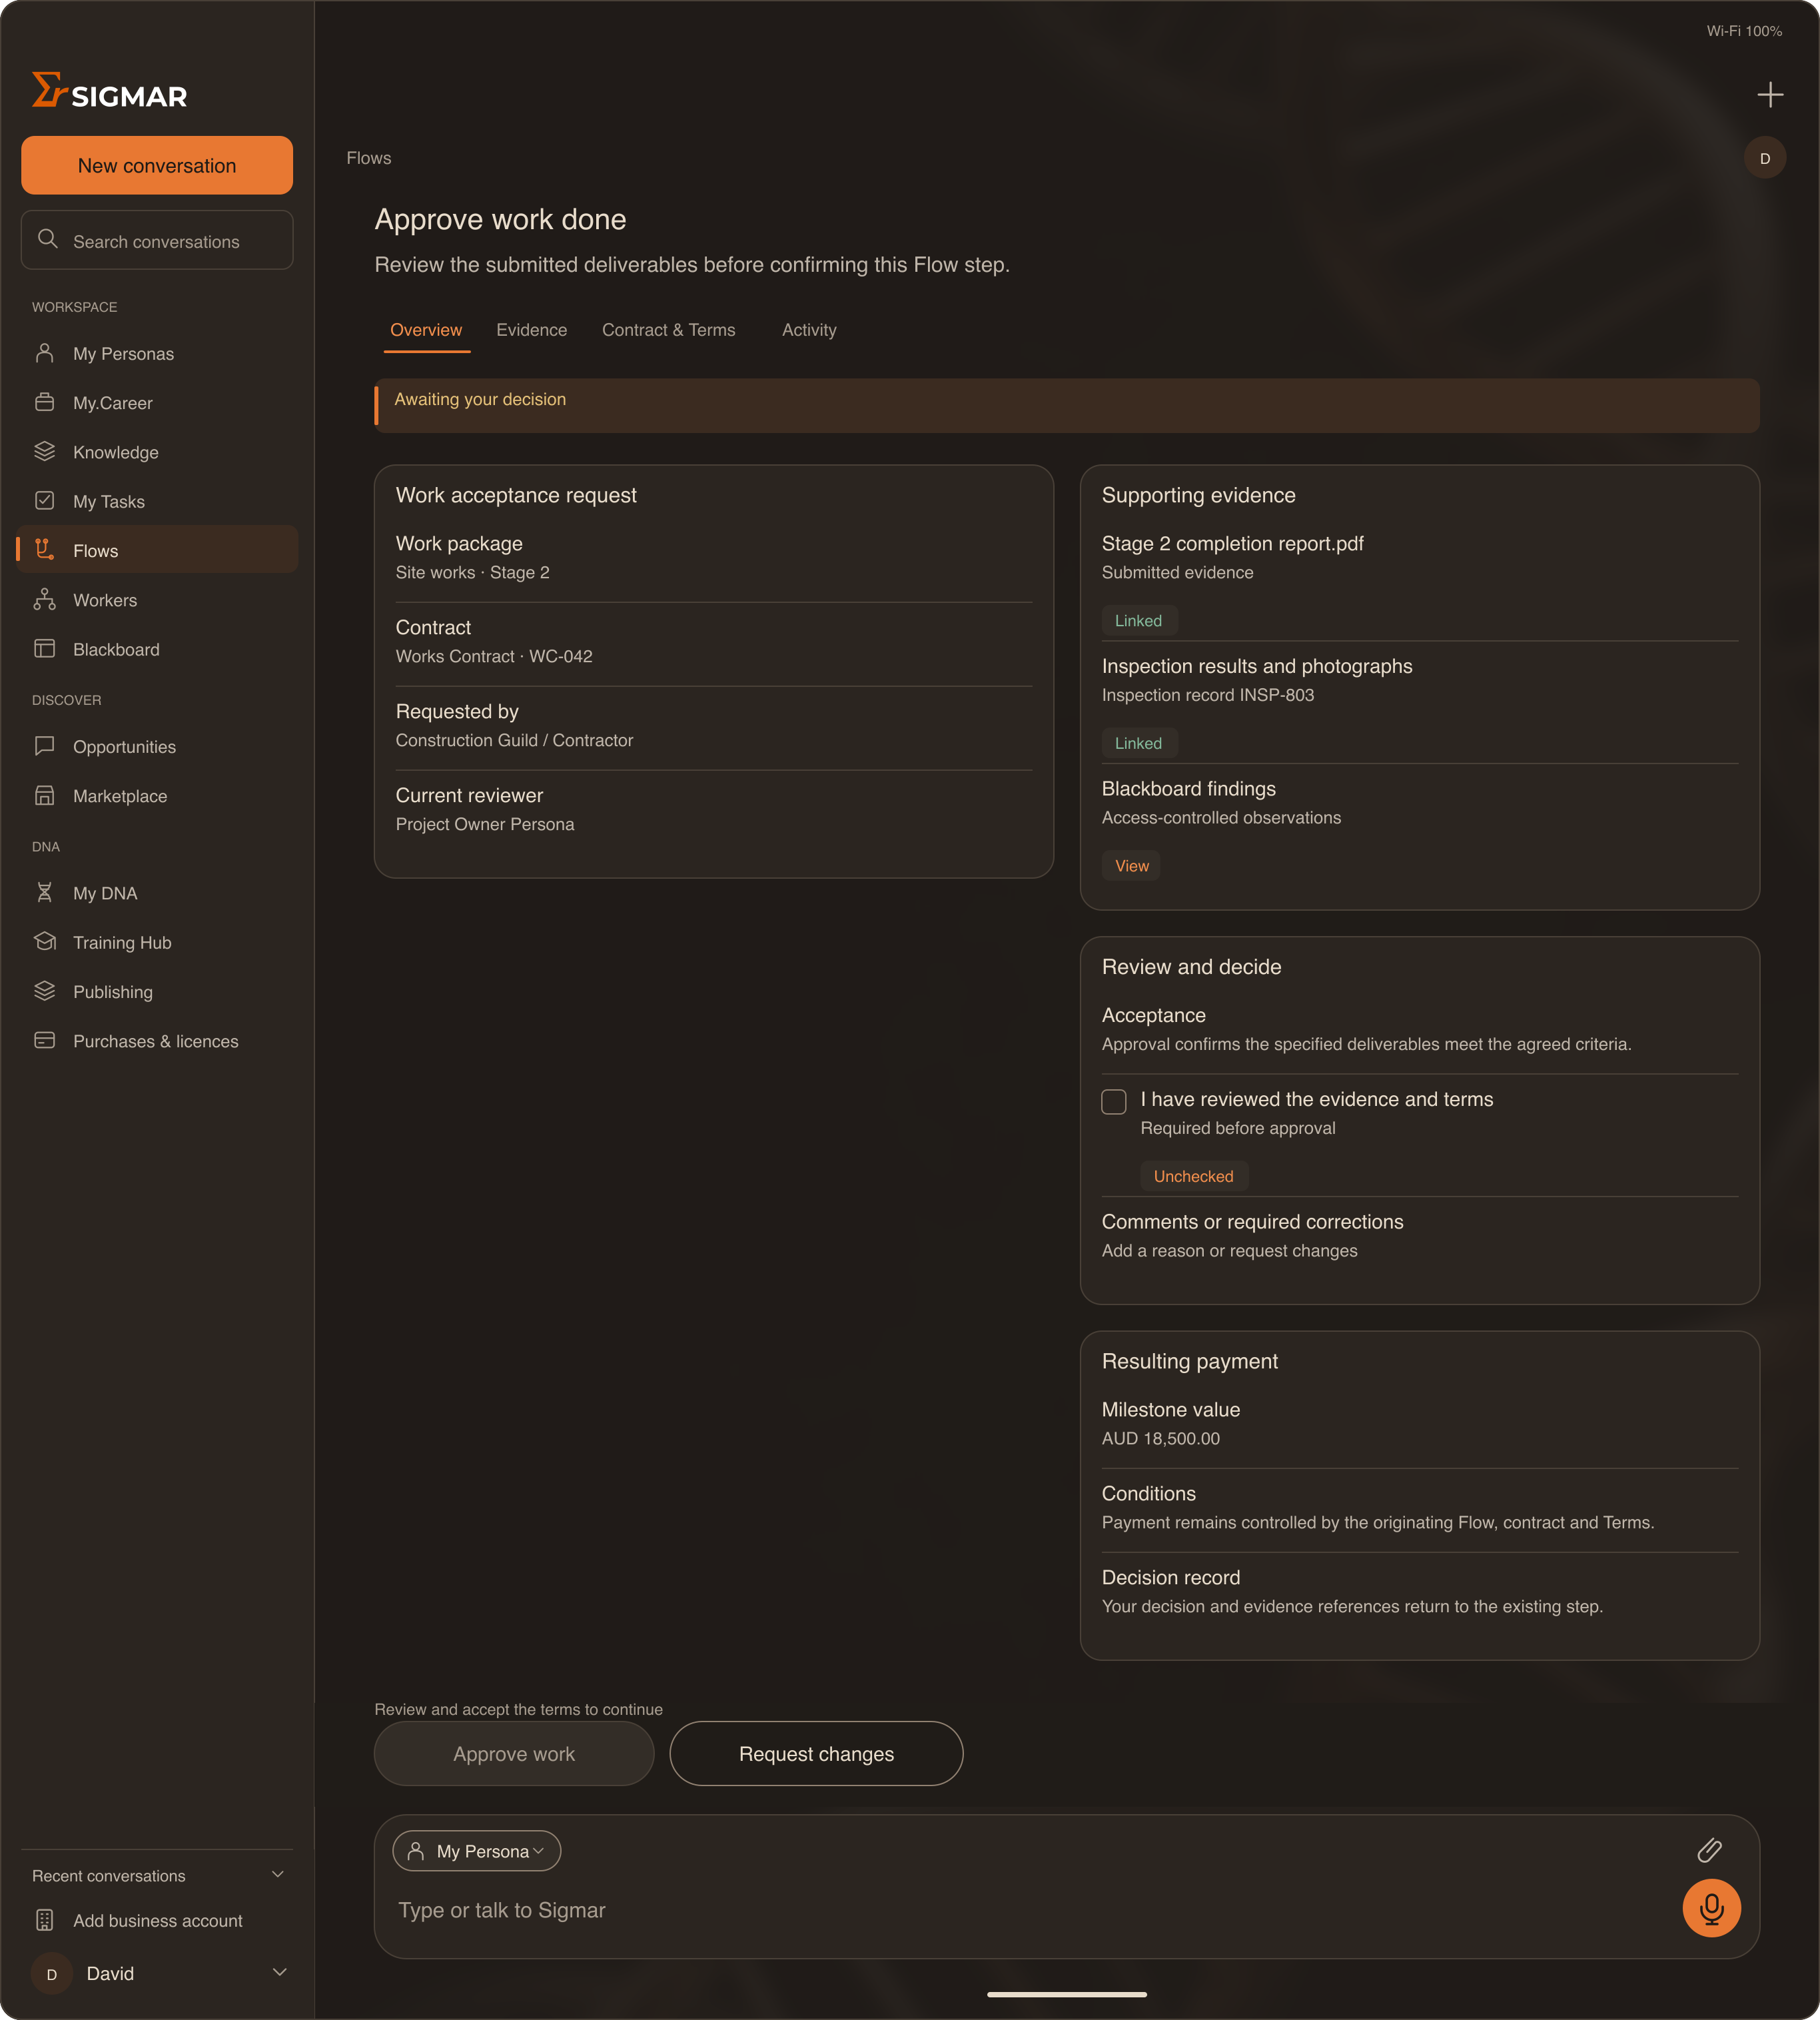 Wi-Fi 100%
Σr SIGMAR
New conversation
Search conversations
WORKSPACE
My Personas
My.Career
Knowledge
My Tasks
Flows
Workers
Blackboard
DISCOVER
Opportunities
Marketplace
DNA
My DNA
Training Hub
Publishing
Purchases & licences
Recent conversations
Add business account
D
David
Flows
D
Approve work done
Review the submitted deliverables before confirming this Flow step.
Overview
Evidence
Contract & Terms
Activity
Awaiting your decision
Work acceptance request
Work package
Site works · Stage 2
Contract
Works Contract · WC-042
Requested by
Construction Guild / Contractor
Current reviewer
Project Owner Persona
Supporting evidence
Stage 2 completion report.pdf
Submitted evidence
Linked
Inspection results and photographs
Inspection record INSP-803
Linked
Blackboard findings
Access-controlled observations
View
Review and decide
Acceptance
Approval confirms the specified deliverables meet the agreed criteria.
I have reviewed the evidence and terms
Required before approval
Unchecked
Comments or required corrections
Add a reason or request changes
Resulting payment
Milestone value
AUD 18,500.00
Conditions
Payment remains controlled by the originating Flow, contract and Terms.
Decision record
Your decision and evidence references return to the existing step.
Review and accept the terms to continue
Approve work
Request changes
My Persona
Type or talk to Sigmar